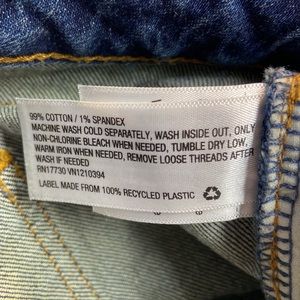 99% COTTON / 1% SPANDEX
MACHINE WASH COLD SEPARATELY, WASH INSIDE OUT, ONLY
NON-CHLORINE BLEACH WHEN NEEDED, TUMBLE DRY LOW,
WARM IRON WHEN NEEDED, REMOVE LOOSE THREADS AFTER
WASH IF NEEDED
RN17730 VN1210394
LABEL MADE FROM 100% RECYCLED PLASTIC